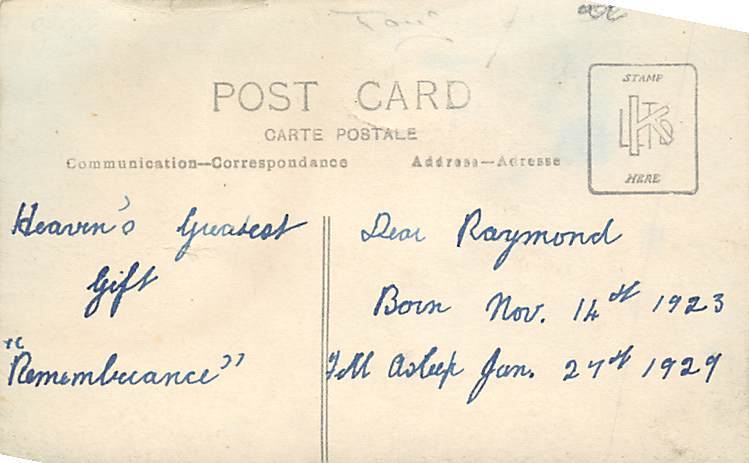 POST CARD
CARTE POSTALE
Communication—Correspondance
Address—Adresse
STAMP
HERE
Heaven's Greatest
Gift
"Remembrance"
Dear Raymond
Born Nov. 14th 1923
Fell Asleep Jan. 27th 1929